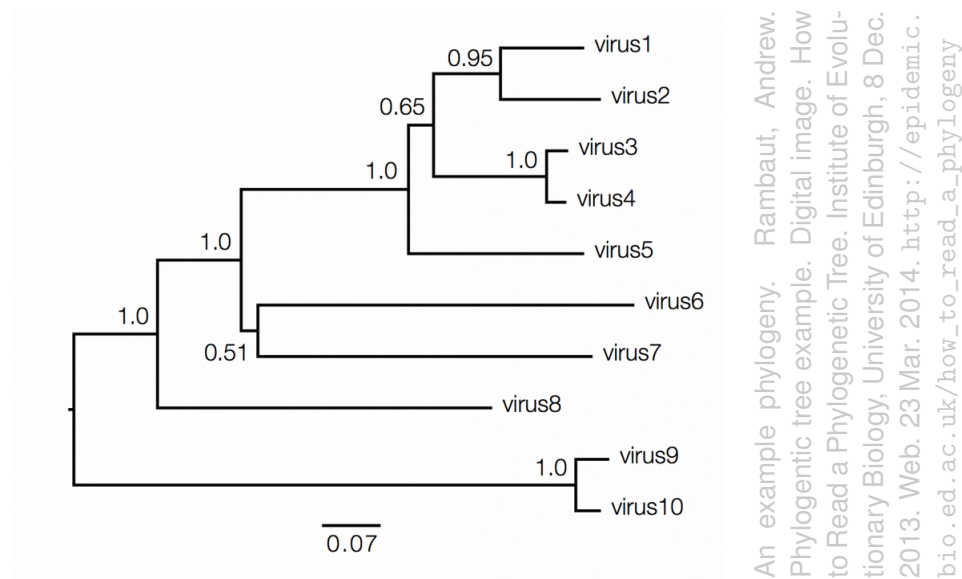 virus1
0.95
virus2
0.65
virus3
1.0
virus4
1.0
virus5
1.0
virus6
1.0
0.51
virus7
virus8
virus9
1.0
virus10
0.07
An example phylogeny. Rambaut, Andrew.
Phylogentic tree example. Digital image. How
to Read a Phylogenetic Tree. Institute of Evolu-
tionary Biology, University of Edinburgh, 8 Dec.
2013. Web. 23 Mar. 2014. http://epidemic.
bio.ed.ac.uk/how_to_read_a_phylogeny